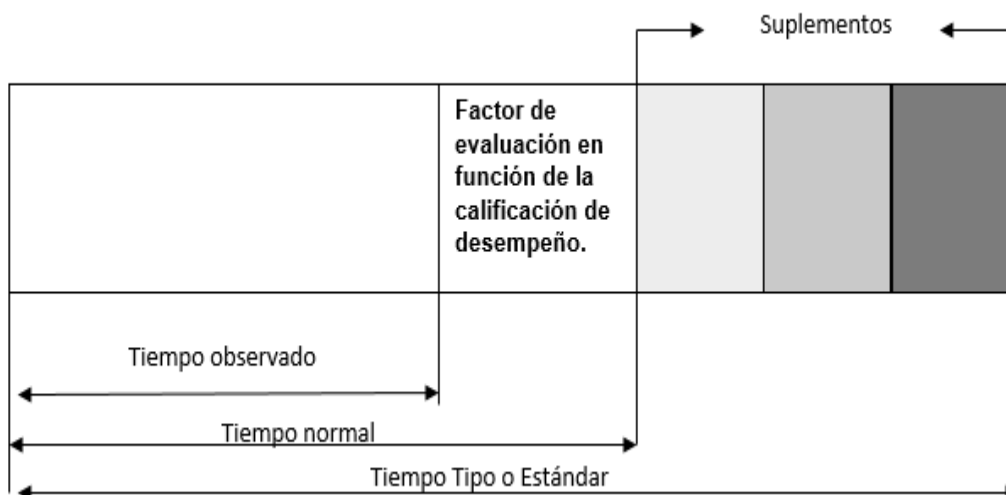 Suplementos
Factor de
evaluación en
función de la
calificación de
desempeño.
Tiempo observado
Tiempo normal
Tiempo Tipo o Estándar